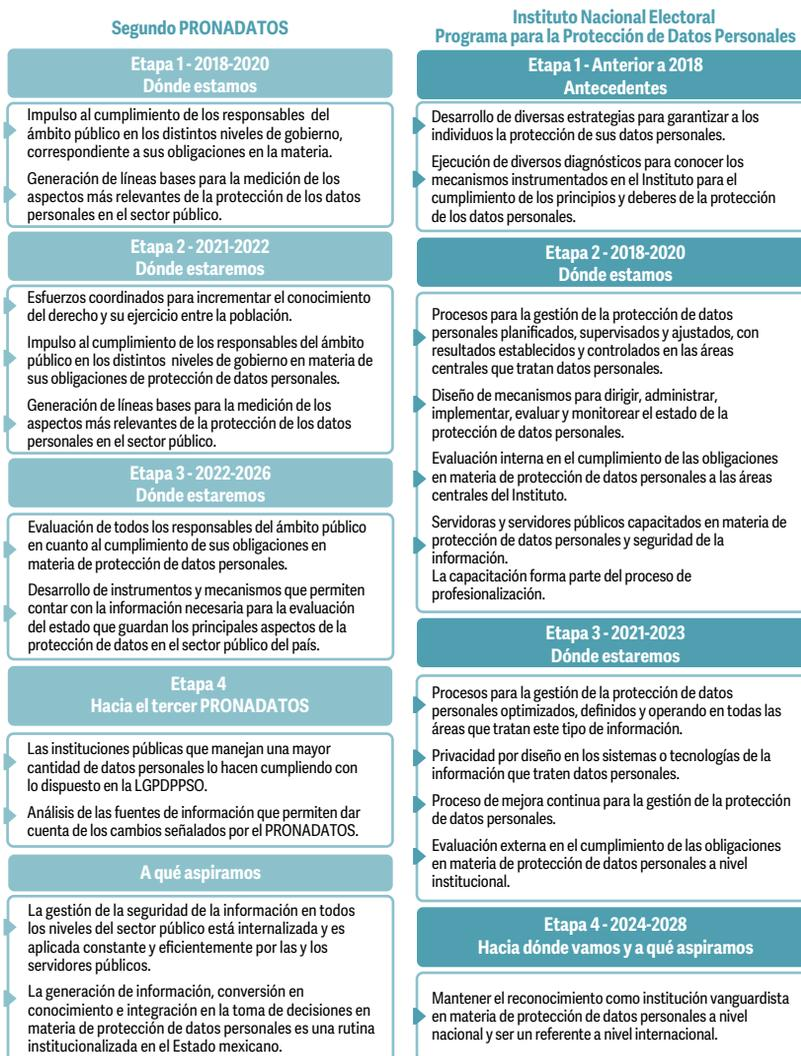 Segundo PRONADATOS
Etapa 1 - 2018-2020
Dónde estamos
Impulso al cumplimiento de los responsables del
ámbito público en los distintos niveles de gobierno,
correspondiente a sus obligaciones en la materia.
Generación de líneas bases para la medición de los
aspectos más relevantes de la protección de los datos
personales en el sector público.
Etapa 2 - 2021-2022
Dónde estaremos
Esfuerzos coordinados para incrementar el conocimiento
del derecho y su ejercicio entre la población.
Impulso al cumplimiento de los responsables del ámbito
público en los distintos niveles de gobierno en materia de
sus obligaciones de protección de datos personales.
Generación de líneas bases para la medición de los
aspectos más relevantes de la protección de los datos
personales en el sector público.
Etapa 3 - 2022-2026
Dónde estaremos
Evaluación de todos los responsables del ámbito público
en cuanto al cumplimiento de sus obligaciones en
materia de protección de datos personales.
Desarrollo de instrumentos y mecanismos que permiten
contar con la información necesaria para la evaluación
del estado que guardan los principales aspectos de la
protección de datos en el sector público del país.
Etapa 4
Hacia el tercer PRONADATOS
Las instituciones públicas que manejan una mayor
cantidad de datos personales lo hacen cumpliendo con
lo dispuesto en la LGPDPPSO.
Análisis de las fuentes de información que permiten dar
cuenta de los cambios señalados por el PRONADATOS.
A qué aspiramos
La gestión de la seguridad de la información en todos
los niveles del sector público está internalizada y es
aplicada constante y eficientemente por las y los
servidores públicos.
La generación de información, conversión en
conocimiento e integración en la toma de decisiones en
materia de protección de datos personales es una rutina
institucionalizada en el Estado mexicano.
Instituto Nacional Electoral
Programa para la Protección de Datos Personales
Etapa 1 - Anterior a 2018
Antecedentes
Desarrollo de diversas estrategias para garantizar a los
individuos la protección de sus datos personales.
Ejecución de diversos diagnósticos para conocer los
mecanismos instrumentados en el Instituto para el
cumplimiento de los principios y deberes de la protección
de los datos personales.
Etapa 2 - 2018-2020
Dónde estamos
Procesos para la gestión de la protección de datos
personales planificados, supervisados y ajustados, con
resultados establecidos y controlados en las áreas
centrales que tratan datos personales.
Diseño de mecanismos para dirigir, administrar,
implementar, evaluar y monitorear el estado de la
protección de datos personales.
Evaluación interna en el cumplimiento de las obligaciones
en materia de protección de datos personales a las áreas
centrales del Instituto.
Servidoras y servidores públicos capacitados en materia de
protección de datos personales y seguridad de la
información.
La capacitación forma parte del proceso de
profesionalización.
Etapa 3 - 2021-2023
Dónde estaremos
Procesos para la gestión de la protección de datos
personales optimizados, definidos y operando en todas las
áreas que tratan este tipo de información.
Privacidad por diseño en los sistemas o tecnologías de la
información que traten datos personales.
Proceso de mejora continua para la gestión de la protección
de datos personales.
Evaluación externa en el cumplimiento de las obligaciones
en materia de protección de datos personales a nivel
institucional.
Etapa 4 - 2024-2028
Hacia dónde vamos y a qué aspiramos
Mantener el reconocimiento como institución vanguardista
en materia de protección de datos personales a nivel
nacional y ser un referente a nivel internacional.